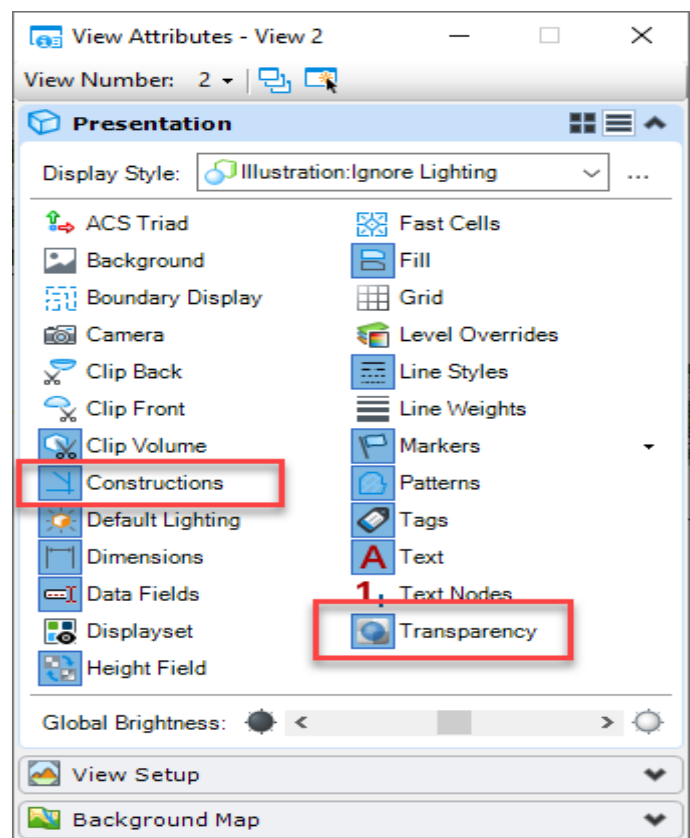 View Attributes - View 2
View Number: 2
Presentation
Display Style: Illustration:Ignore Lighting ...
ACS Triad
Fast Cells
Background
Fill
Boundary Display
Grid
Camera
Level Overrides
Clip Back
Line Styles
Clip Front
Line Weights
Clip Volume
Markers
Constructions
Patterns
Default Lighting
Tags
Dimensions
A Text
Data Fields
1, Text Nodes
Displayset
Transparency
Height Field
Global Brightness:
View Setup
Background Map